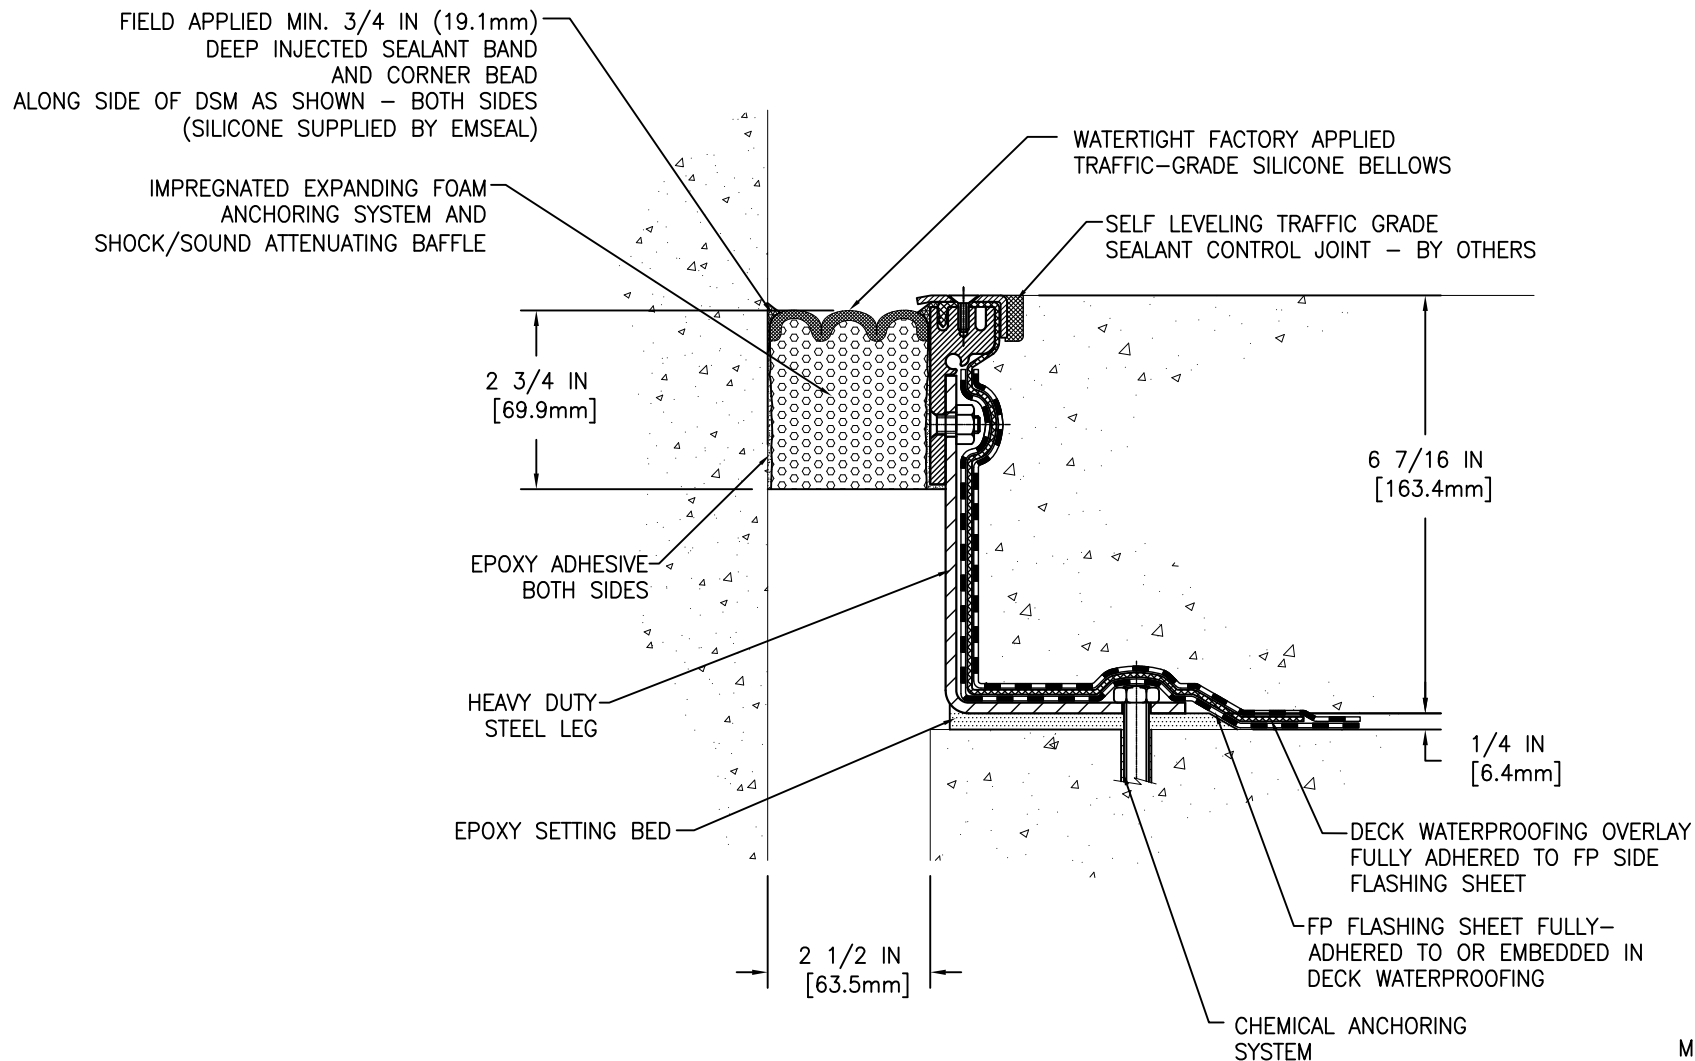 FIELD APPLIED MIN. 3/4 IN (19.1mm)
DEEP INJECTED SEALANT BAND
AND CORNER BEAD
ALONG SIDE OF DSM AS SHOWN – BOTH SIDES
(SILICONE SUPPLIED BY EMSEAL)
IMPREGNATED EXPANDING FOAM
ANCHORING SYSTEM AND
SHOCK/SOUND ATTENUATING BAFFLE
WATERTIGHT FACTORY APPLIED
TRAFFIC–GRADE SILICONE BELLOWS
SELF LEVELING TRAFFIC GRADE
SEALANT CONTROL JOINT – BY OTHERS
2 3/4 IN
[69.9mm]
6 7/16 IN
[163.4mm]
EPOXY ADHESIVE
BOTH SIDES
HEAVY DUTY
STEEL LEG
EPOXY SETTING BED
1/4 IN
[6.4mm]
DECK WATERPROOFING OVERLAY
FULLY ADHERED TO FP SIDE
FLASHING SHEET
FP FLASHING SHEET FULLY–
ADHERED TO OR EMBEDDED IN
DECK WATERPROOFING
2 1/2 IN
[63.5mm]
CHEMICAL ANCHORING
SYSTEM
M